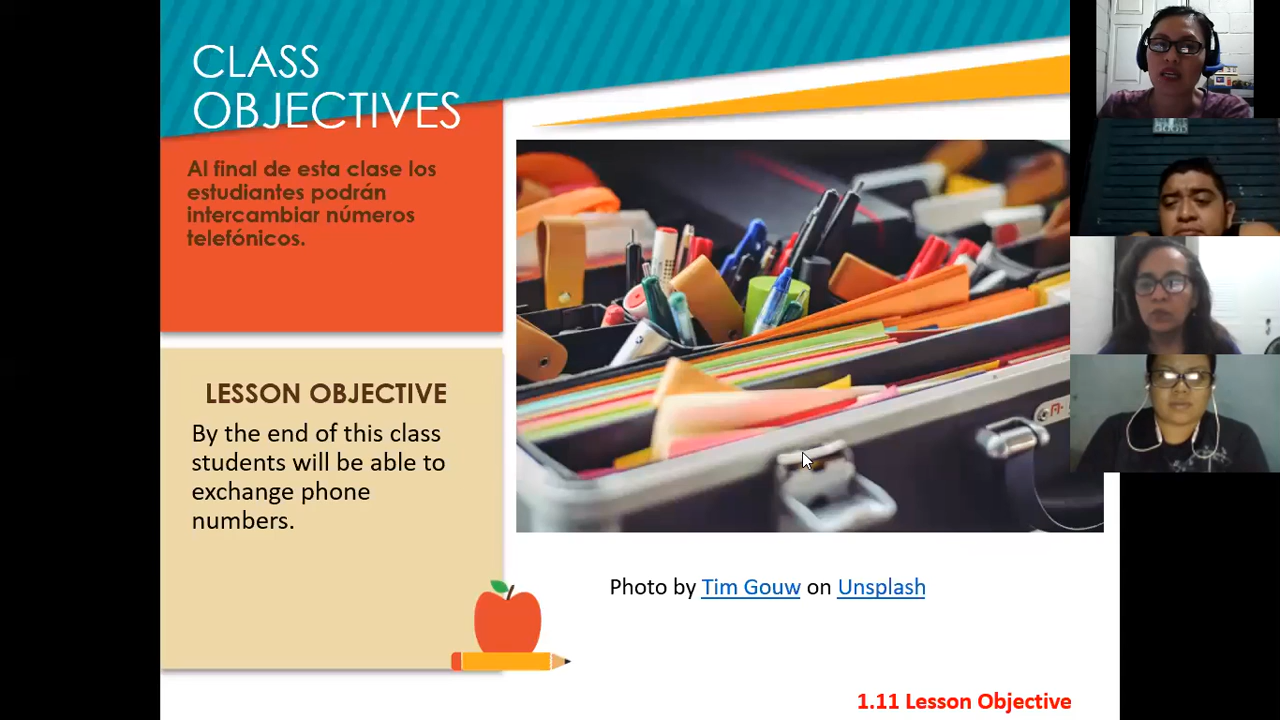 CLASS
OBJECTIVES
Al final de esta clase los
estudiantes podrán
intercambiar números
telefónicos.
LESSON OBJECTIVE
By the end of this class
students will be able to
exchange phone
numbers.
Photo by Tim Gouw on Unsplash
1.11 Lesson Objective